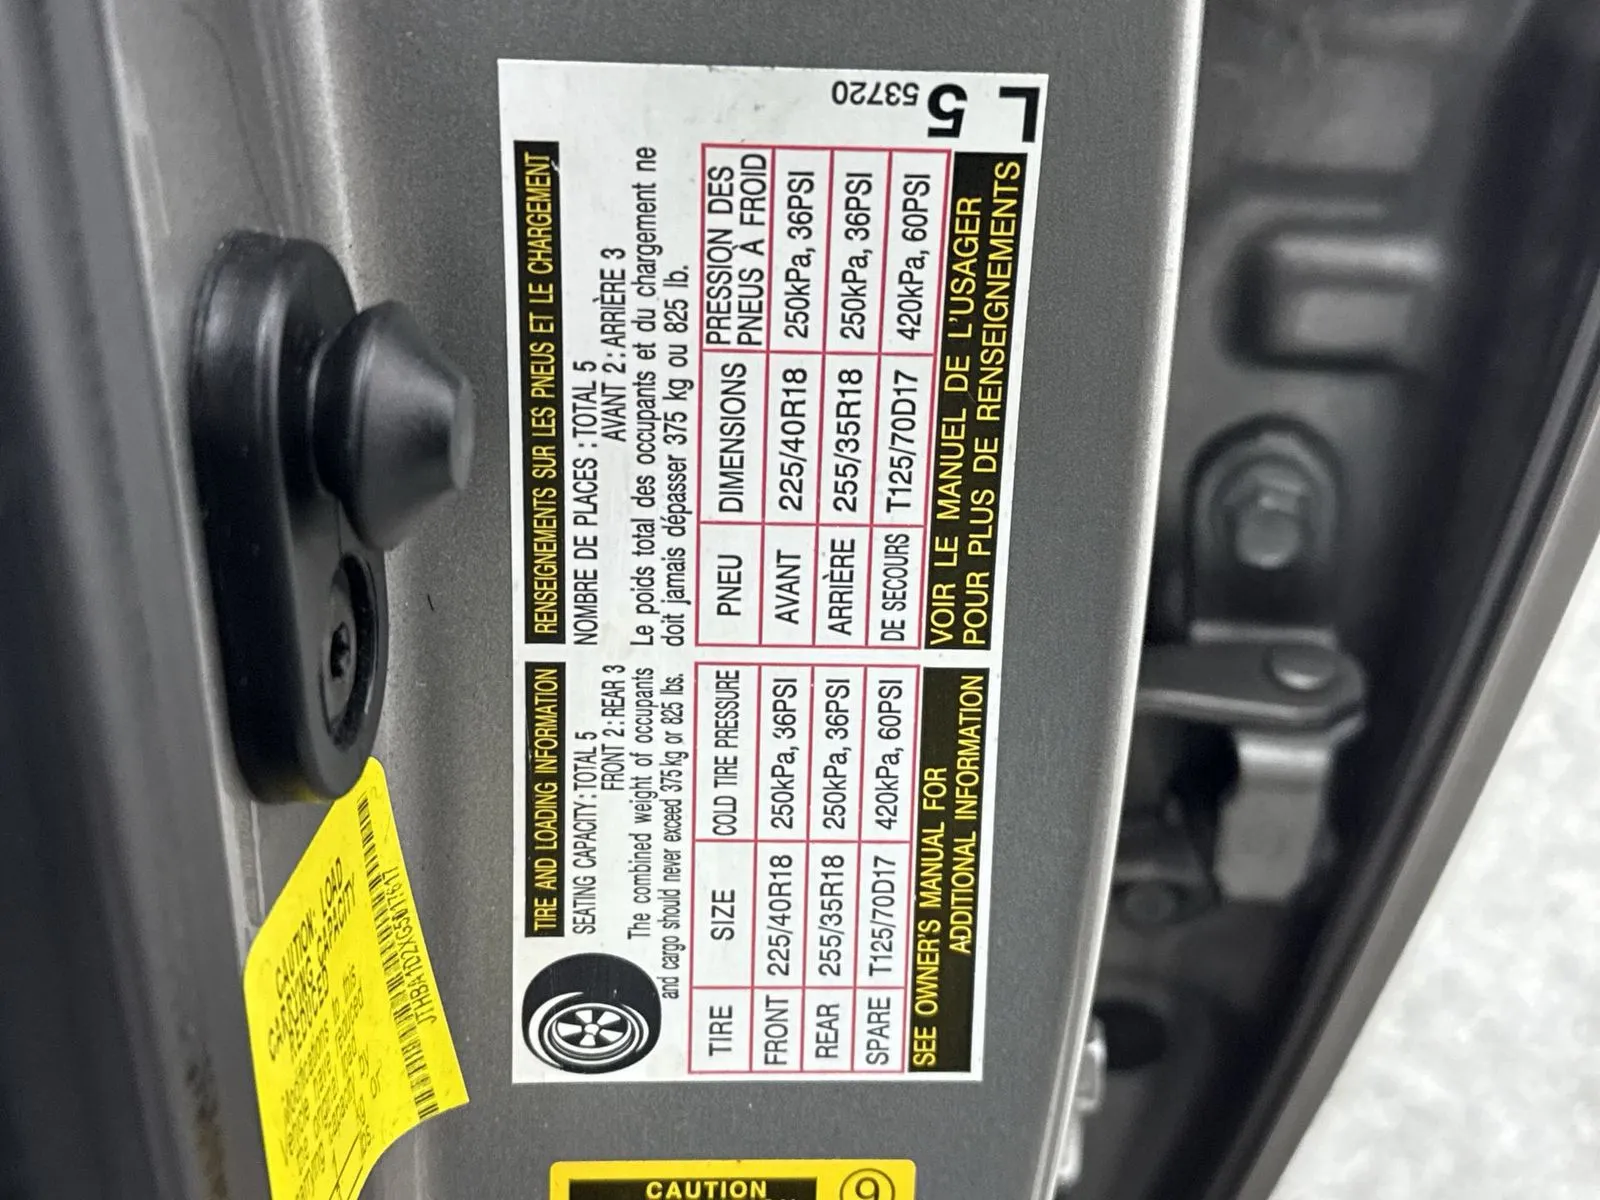 TIRE AND LOADING INFORMATION
SEATING CAPACITY : TOTAL 5
FRONT 2 : REAR 3
The combined weight of occupants
and cargo should never exceed 375 kg or 825 lbs.
TIRE SIZE COLD TIRE PRESSURE
FRONT 225/40R18 250kPa, 36PSI
REAR 255/35R18 250kPa, 36PSI
SPARE T125/70D17 420kPa, 60PSI
SEE OWNER'S MANUAL FOR
ADDITIONAL INFORMATION
RENSEIGNEMENTS SUR LES PNEUS ET LE CHARGEMENT
NOMBRE DE PLACES : TOTAL 5
AVANT 2 : ARRIÈRE 3
Le poids total des occupants et du chargement ne
doit jamais dépasser 375 kg ou 825 lb.
PNEU DIMENSIONS PRESSION DES
PNEUS À FROID
AVANT 225/40R18 250kPa, 36PSI
ARRIÈRE 255/35R18 250kPa, 36PSI
DE SECOURS T125/70D17 420kPa, 60PSI
VOIR LE MANUEL DE L'USAGER
POUR PLUS DE RENSEIGNEMENTS
L
5
53720
CAUTION: LOAD
CARRYING CAPACITY
REDUCED
CAUTION